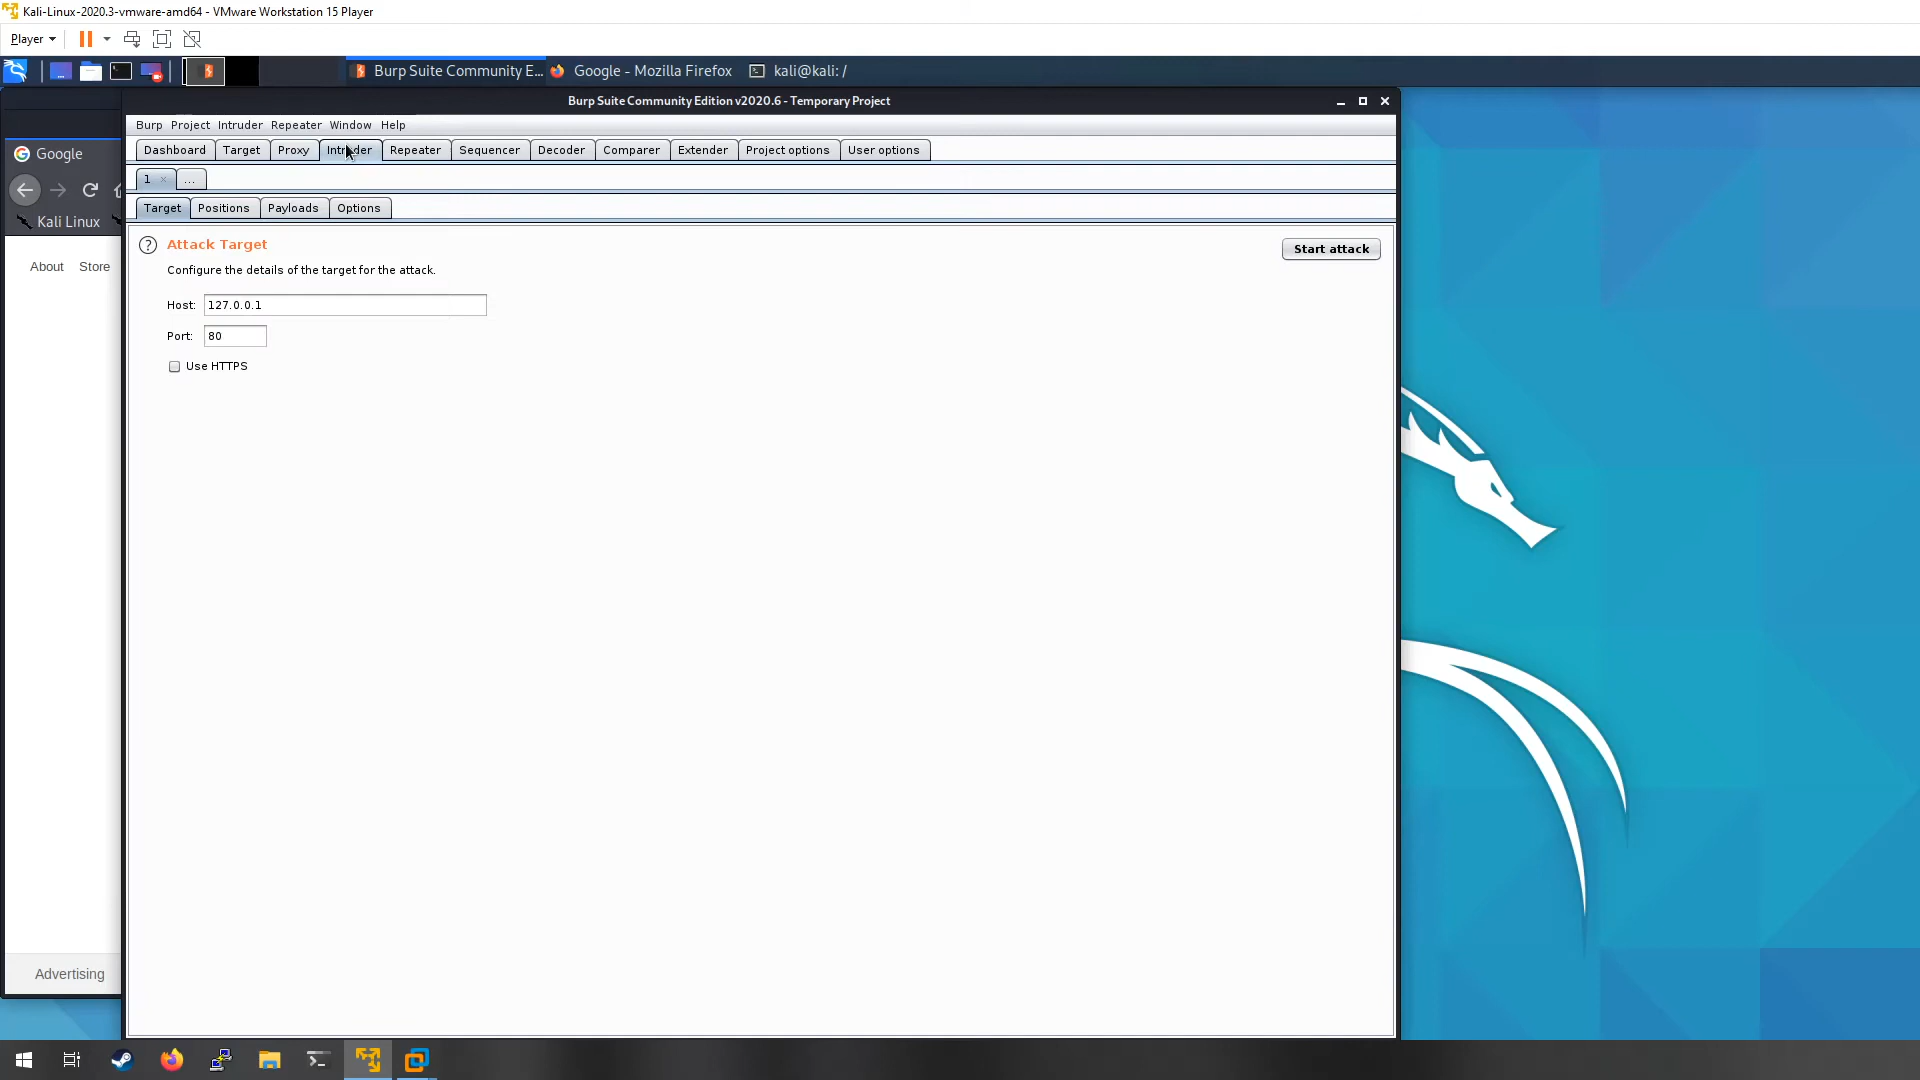 Kali-Linux-2020.3-vmware-amd64 - VMware Workstation 15 Player
Player
Burp Suite Community E... Google - Mozilla Firefox kali@kali: /
Burp Suite Community Edition v2020.6 - Temporary Project
Burp Project Intruder Repeater Window Help
Dashboard Target Proxy Intruder Repeater Sequencer Decoder Comparer Extender Project options User options
Google
1 × ...
Target Positions Payloads Options
Kali Linux
? Attack Target
Start attack
About Store
Configure the details of the target for the attack.
Host: 127.0.0.1
Port: 80
Use HTTPS
Advertising